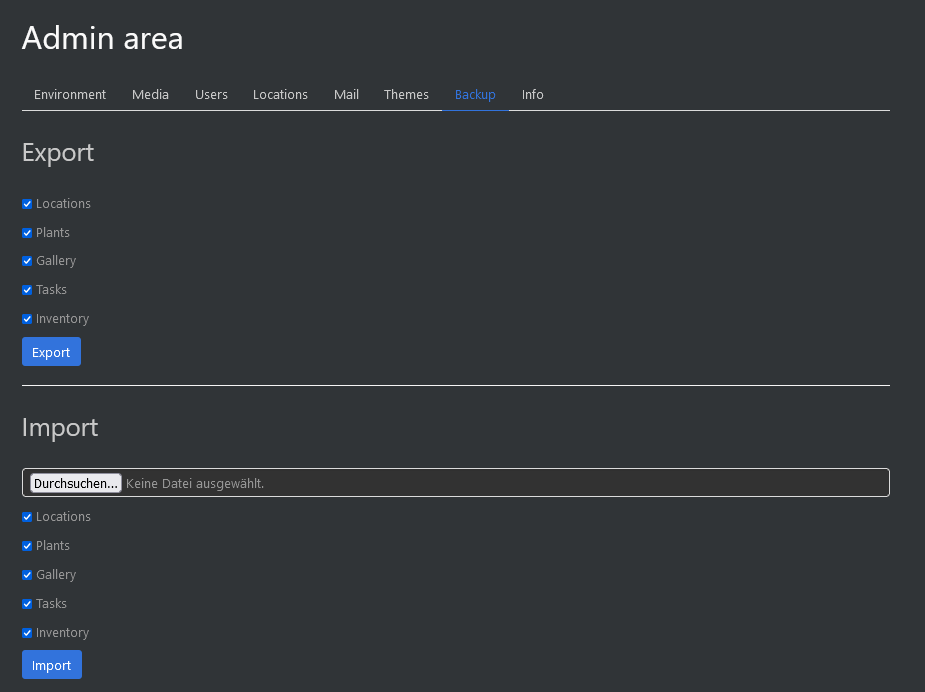 Admin area
Environment Media Users Locations Mail Themes Backup Info
Export
Locations
Plants
Gallery
Tasks
Inventory
Export
Import
Durchsuchen... Keine Datei ausgewählt.
Locations
Plants
Gallery
Tasks
Inventory
Import